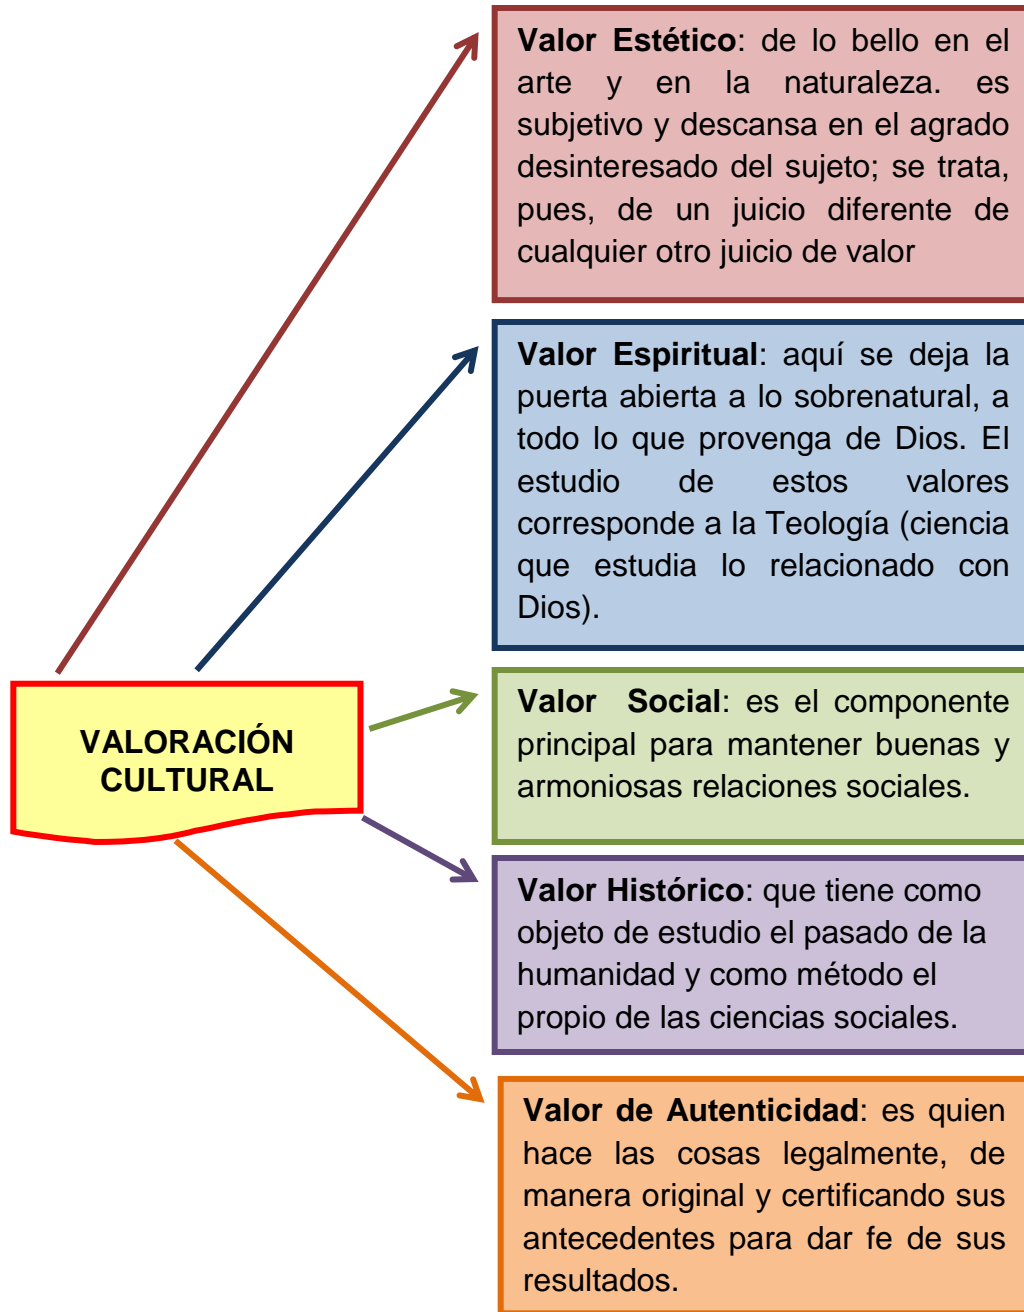 Valor Estético: de lo bello en el
arte y en la naturaleza. es
subjetivo y descansa en el agrado
desinteresado del sujeto; se trata,
pues, de un juicio diferente de
cualquier otro juicio de valor
Valor Espiritual: aquí se deja la
puerta abierta a lo sobrenatural, a
todo lo que provenga de Dios. El
estudio de estos valores
corresponde a la Teología (ciencia
que estudia lo relacionado con
Dios).
VALORACIÓN
CULTURAL
Valor Social: es el componente
principal para mantener buenas y
armoniosas relaciones sociales.
Valor Histórico: que tiene como
objeto de estudio el pasado de la
humanidad y como método el
propio de las ciencias sociales.
Valor de Autenticidad: es quien
hace las cosas legalmente, de
manera original y certificando sus
antecedentes para dar fe de sus
resultados.